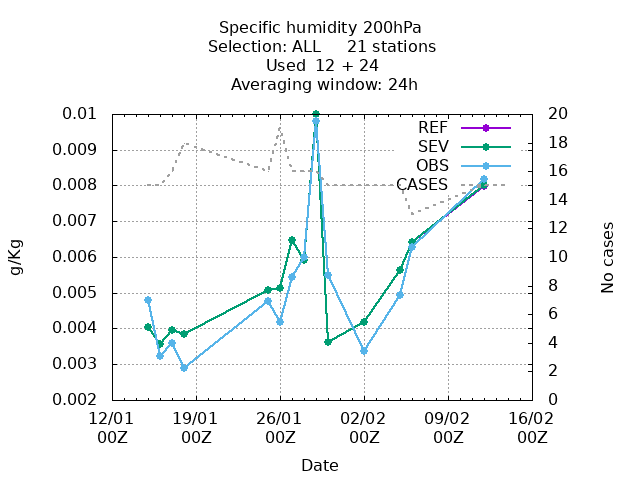 Specific humidity 200hPa
Selection: ALL 21 stations
Used 12 + 24
Averaging window: 24h
0.01
0.009
0.008
0.007
0.006
0.005
0.004
0.003
0.002
g/Kg
REF
SEV
OBS
CASES
20
18
16
14
12
10
8
6
4
2
0
No cases
12/01 19/01 26/01 02/02 09/02 16/02
00Z 00Z 00Z 00Z 00Z 00Z
Date